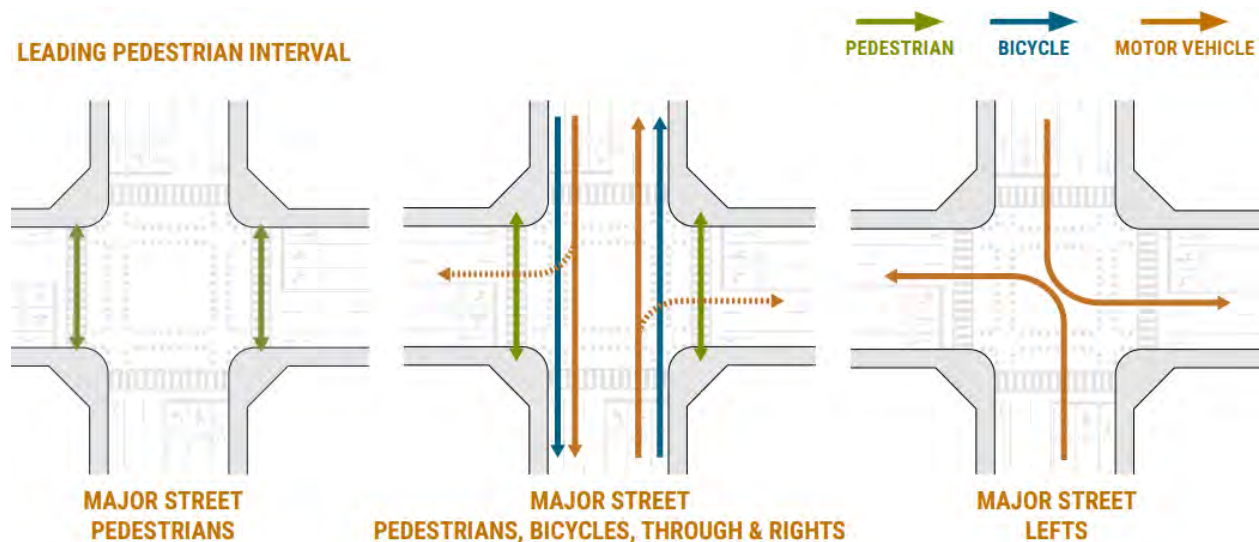 LEADING PEDESTRIAN INTERVAL
PEDESTRIAN
BICYCLE
MOTOR VEHICLE
MAJOR STREET
PEDESTRIANS
MAJOR STREET
PEDESTRIANS, BICYCLES, THROUGH & RIGHTS
MAJOR STREET
LEFTS